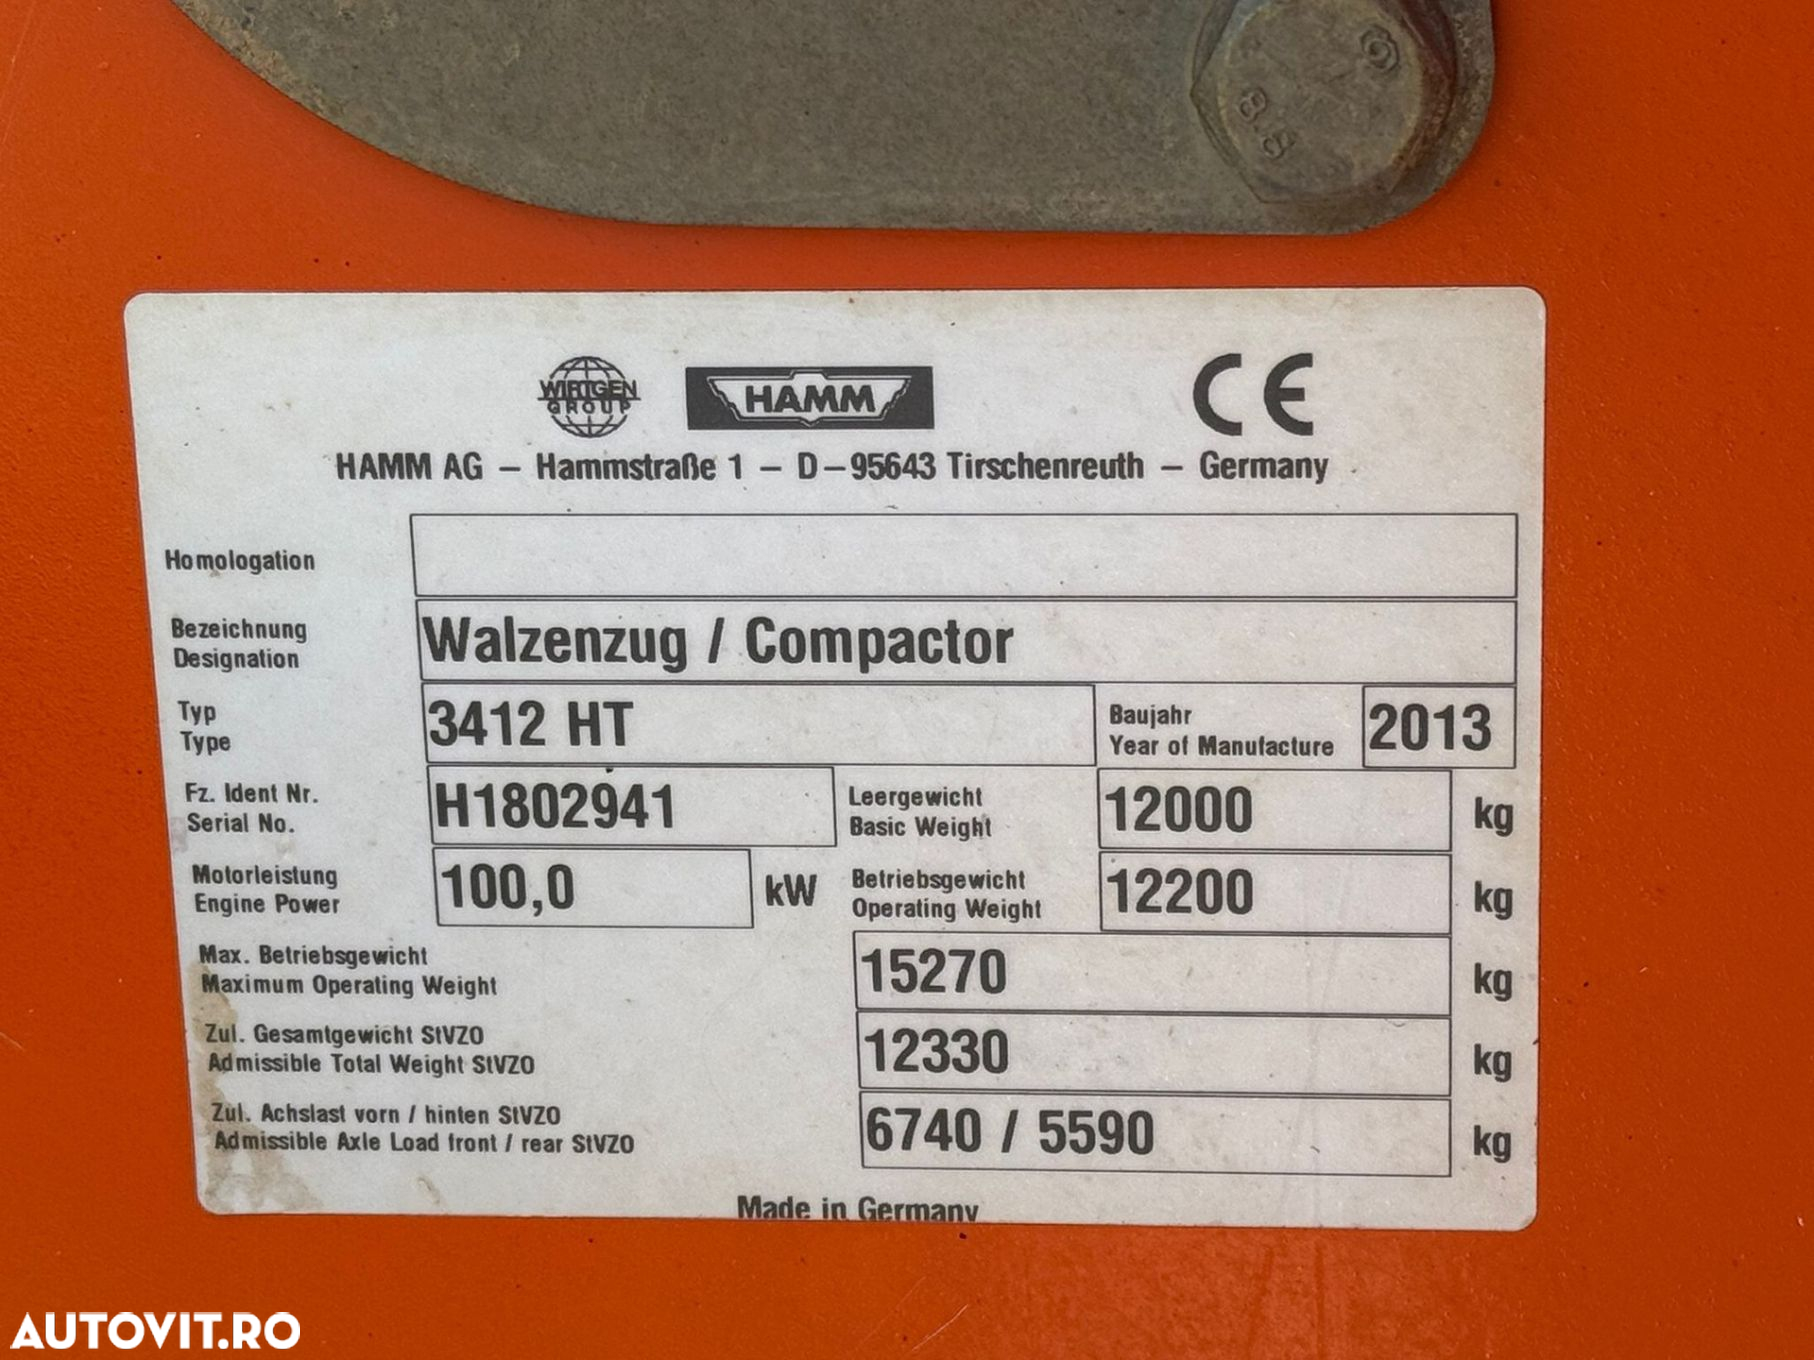 8.8
WIRTGEN
GROUP
HAMM
CE
HAMM AG – Hammstraße 1 – D–95643 Tirschenreuth – Germany
Homologation
Bezeichnung
Designation
Walzenzug / Compactor
Typ
Type
3412 HT
Baujahr
Year of Manufacture
2013
Fz. Ident Nr.
Serial No.
H1802941
Leergewicht
Basic Weight
12000
kg
Motorleistung
Engine Power
100,0
kW
Betriebsgewicht
Operating Weight
12200
kg
Max. Betriebsgewicht
Maximum Operating Weight
15270
kg
Zul. Gesamtgewicht StVZO
Admissible Total Weight StVZO
12330
kg
Zul. Achslast vorn / hinten StVZO
Admissible Axle Load front / rear StVZO
6740 / 5590
kg
Made in Germany
AUTOVIT.RO